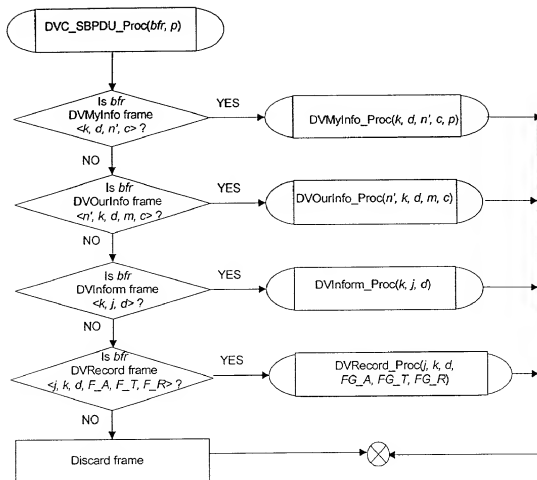 DVC_SBPDU_Proc(bfr, p)
Is bfr
DVMyInfo frame
<k, d, n', c> ?
YES
DVMyInfo_Proc(k, d, n', c, p)
NO
Is bfr
DVOurInfo frame
<n', k, d, m, c> ?
YES
DVOurInfo_Proc(n', k, d, m, c)
NO
Is bfr
DVInform frame
<k, j, d> ?
YES
DVInform_Proc(k, j, d)
NO
Is bfr
DVRecord frame
<j, k, d, F_A, F_T, F_R> ?
YES
DVRecord_Proc(j, k, d,
FG_A, FG_T, FG_R)
NO
Discard frame